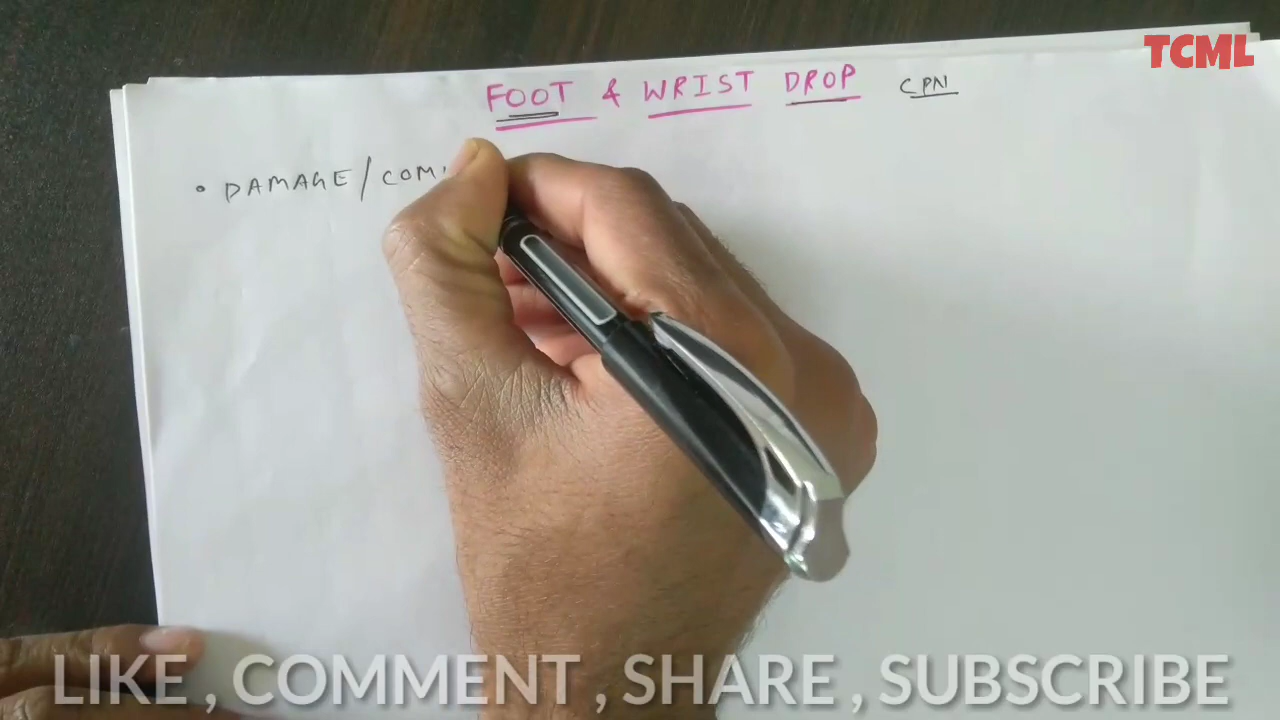 TCML
FOOT & WRIST DROP CPN
• DAMAGE/COM
LIKE , COMMENT , SHARE , SUBSCRIBE